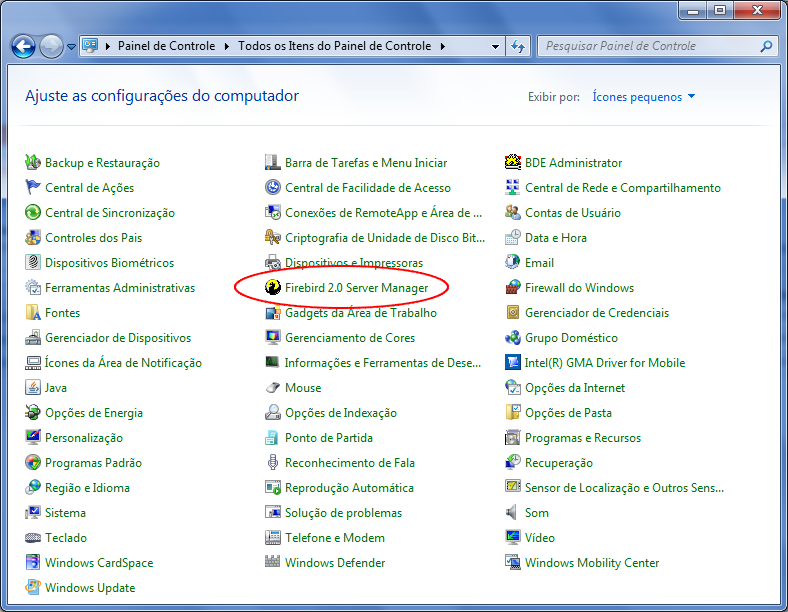 Painel de Controle Todos os Itens do Painel de Controle Pesquisar Painel de Controle
Ajuste as configurações do computador Exibir por: Ícones pequenos
Backup e Restauração Barra de Tarefas e Menu Iniciar BDE Administrator
Central de Ações Central de Facilidade de Acesso Central de Rede e Compartilhamento
Central de Sincronização Conexões de RemoteApp e Área de ... Contas de Usuário
Controles dos Pais Criptografia de Unidade de Disco Bit... Data e Hora
Dispositivos Biométricos Dispositivos e Impressoras Email
Ferramentas Administrativas Firebird 2.0 Server Manager Firewall do Windows
Fontes Gadgets da Área de Trabalho Gerenciador de Credenciais
Gerenciador de Dispositivos Gerenciamento de Cores Grupo Doméstico
Ícones da Área de Notificação Informações e Ferramentas de Dese... Intel(R) GMA Driver for Mobile
Java Mouse Opções da Internet
Opções de Energia Opções de Indexação Opções de Pasta
Personalização Ponto de Partida Programas e Recursos
Programas Padrão Reconhecimento de Fala Recuperação
Região e Idioma Reprodução Automática Sensor de Localização e Outros Sens...
Sistema Solução de problemas Som
Teclado Telefone e Modem Vídeo
Windows CardSpace Windows Defender Windows Mobility Center
Windows Update